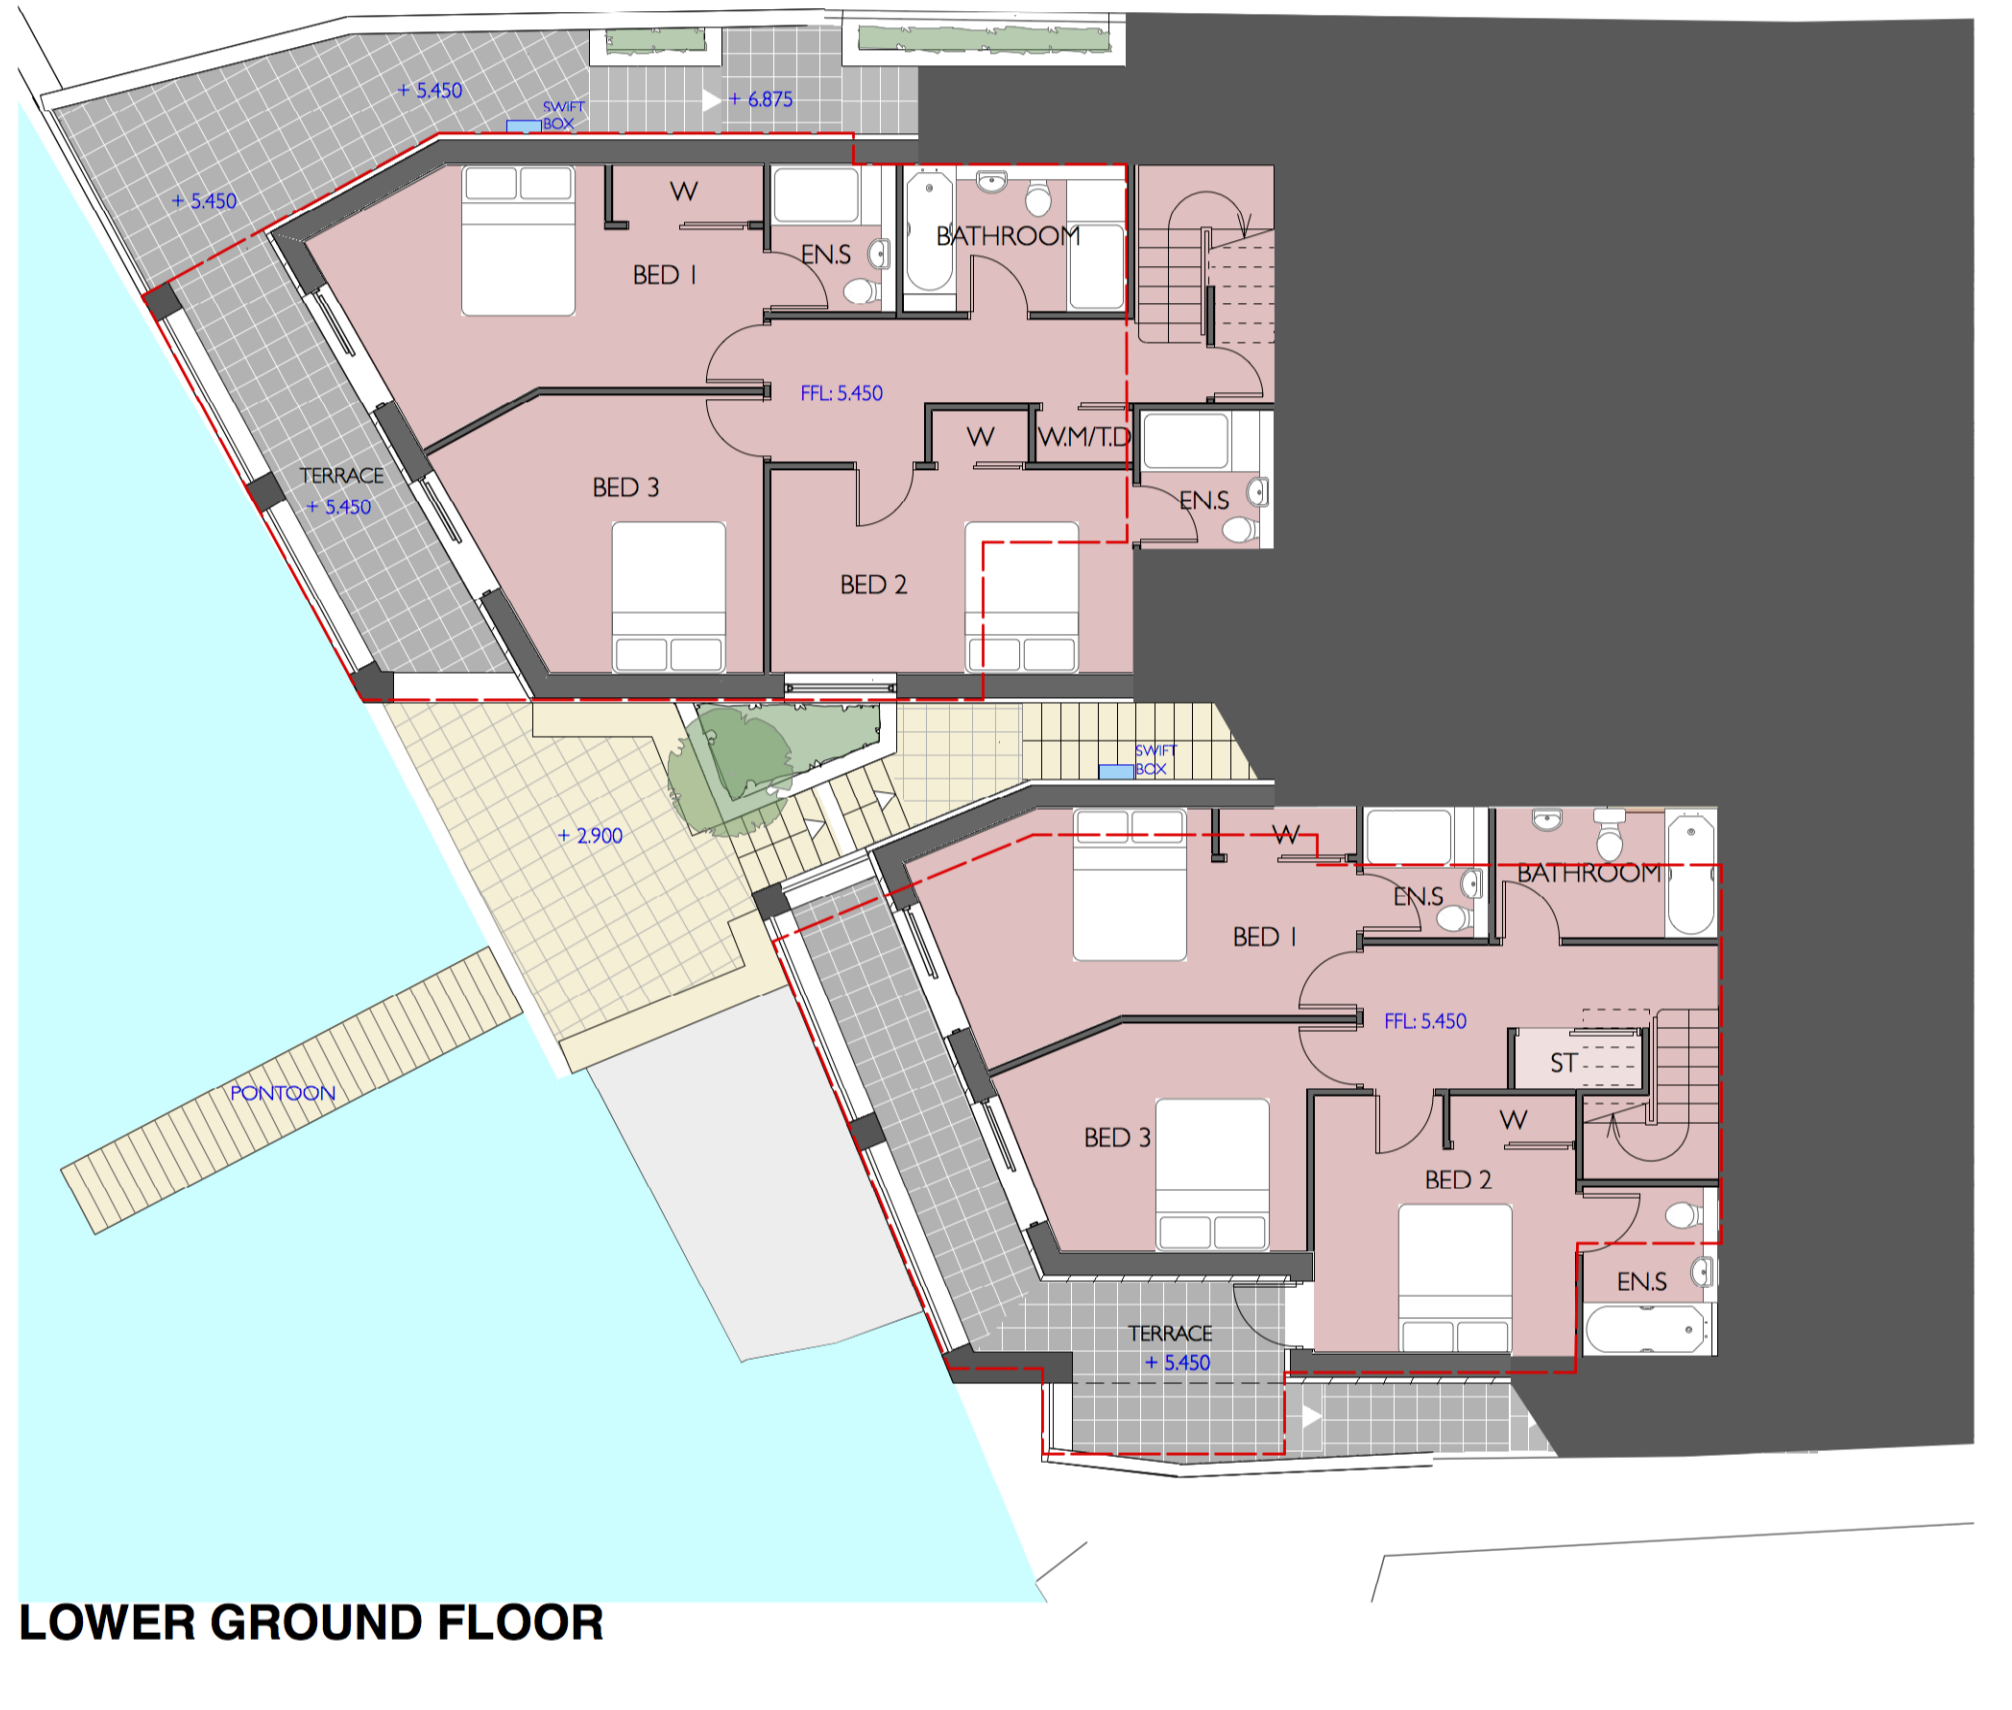 + 5.450
SWIFT
BOX
+ 6.875
+ 5.450
W
BED 1
EN.S
BATHROOM
FFL: 5.450
W
W.M/T.D
TERRACE
+ 5.450
BED 3
EN.S
BED 2
SWIFT
BOX
+ 2.900
W
BATHROOM
EN.S
BED 1
FFL: 5.450
ST
PONTOON
W
BED 3
BED 2
EN.S
TERRACE
+ 5.450
LOWER GROUND FLOOR